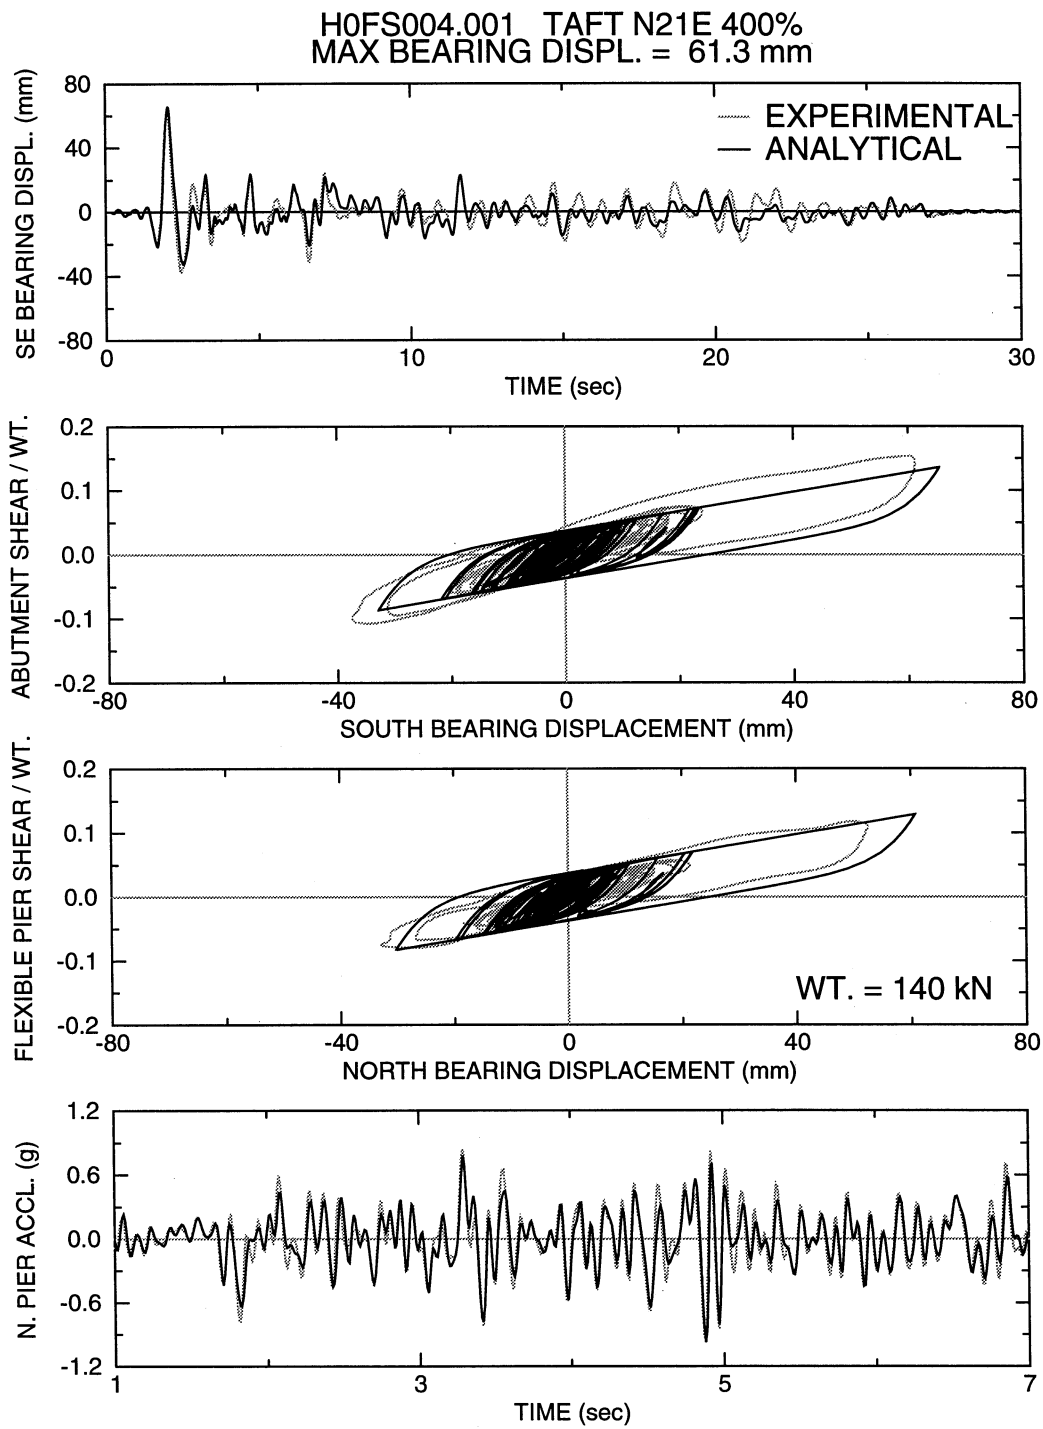 H0FS004.001 TAFT N21E 400%
MAX BEARING DISPL. = 61.3 mm
SE BEARING DISPL. (mm)
80
40
0
-40
-80
EXPERIMENTAL
ANALYTICAL
0 10 20 30
TIME (sec)
ABUTMENT SHEAR / WT.
0.2
0.1
0.0
-0.1
-0.2
-80 -40 0 40 80
SOUTH BEARING DISPLACEMENT (mm)
FLEXIBLE PIER SHEAR / WT.
0.2
0.1
0.0
-0.1
-0.2
WT. = 140 kN
-80 -40 0 40 80
NORTH BEARING DISPLACEMENT (mm)
N. PIER ACCL. (g)
1.2
0.6
0.0
-0.6
-1.2
1 3 5 7
TIME (sec)